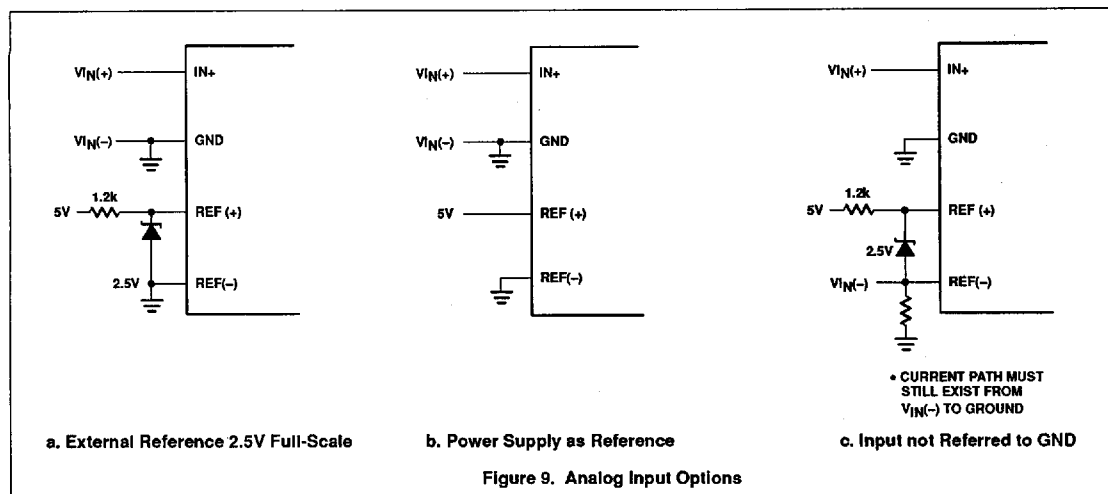 VIN(+)
IN+
VIN(–)
GND
1.2k
5V
REF (+)
2.5V
REF(–)
a. External Reference 2.5V Full-Scale
VIN(+)
IN+
VIN(–)
GND
5V
REF (+)
REF(–)
b. Power Supply as Reference
VIN(+)
IN+
GND
1.2k
5V
REF (+)
2.5V
VIN(–)
REF(–)
• CURRENT PATH MUST
STILL EXIST FROM
VIN(–) TO GROUND
c. Input not Referred to GND
Figure 9. Analog Input Options